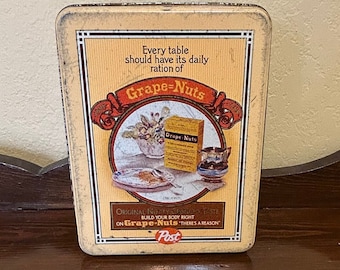 Every table
should have its daily
ration of
Grape=Nuts
Grape=Nuts
ORIGINAL
BUILD YOUR BODY RIGHT
ON Grape-Nuts "THERE'S A REASON"
Post